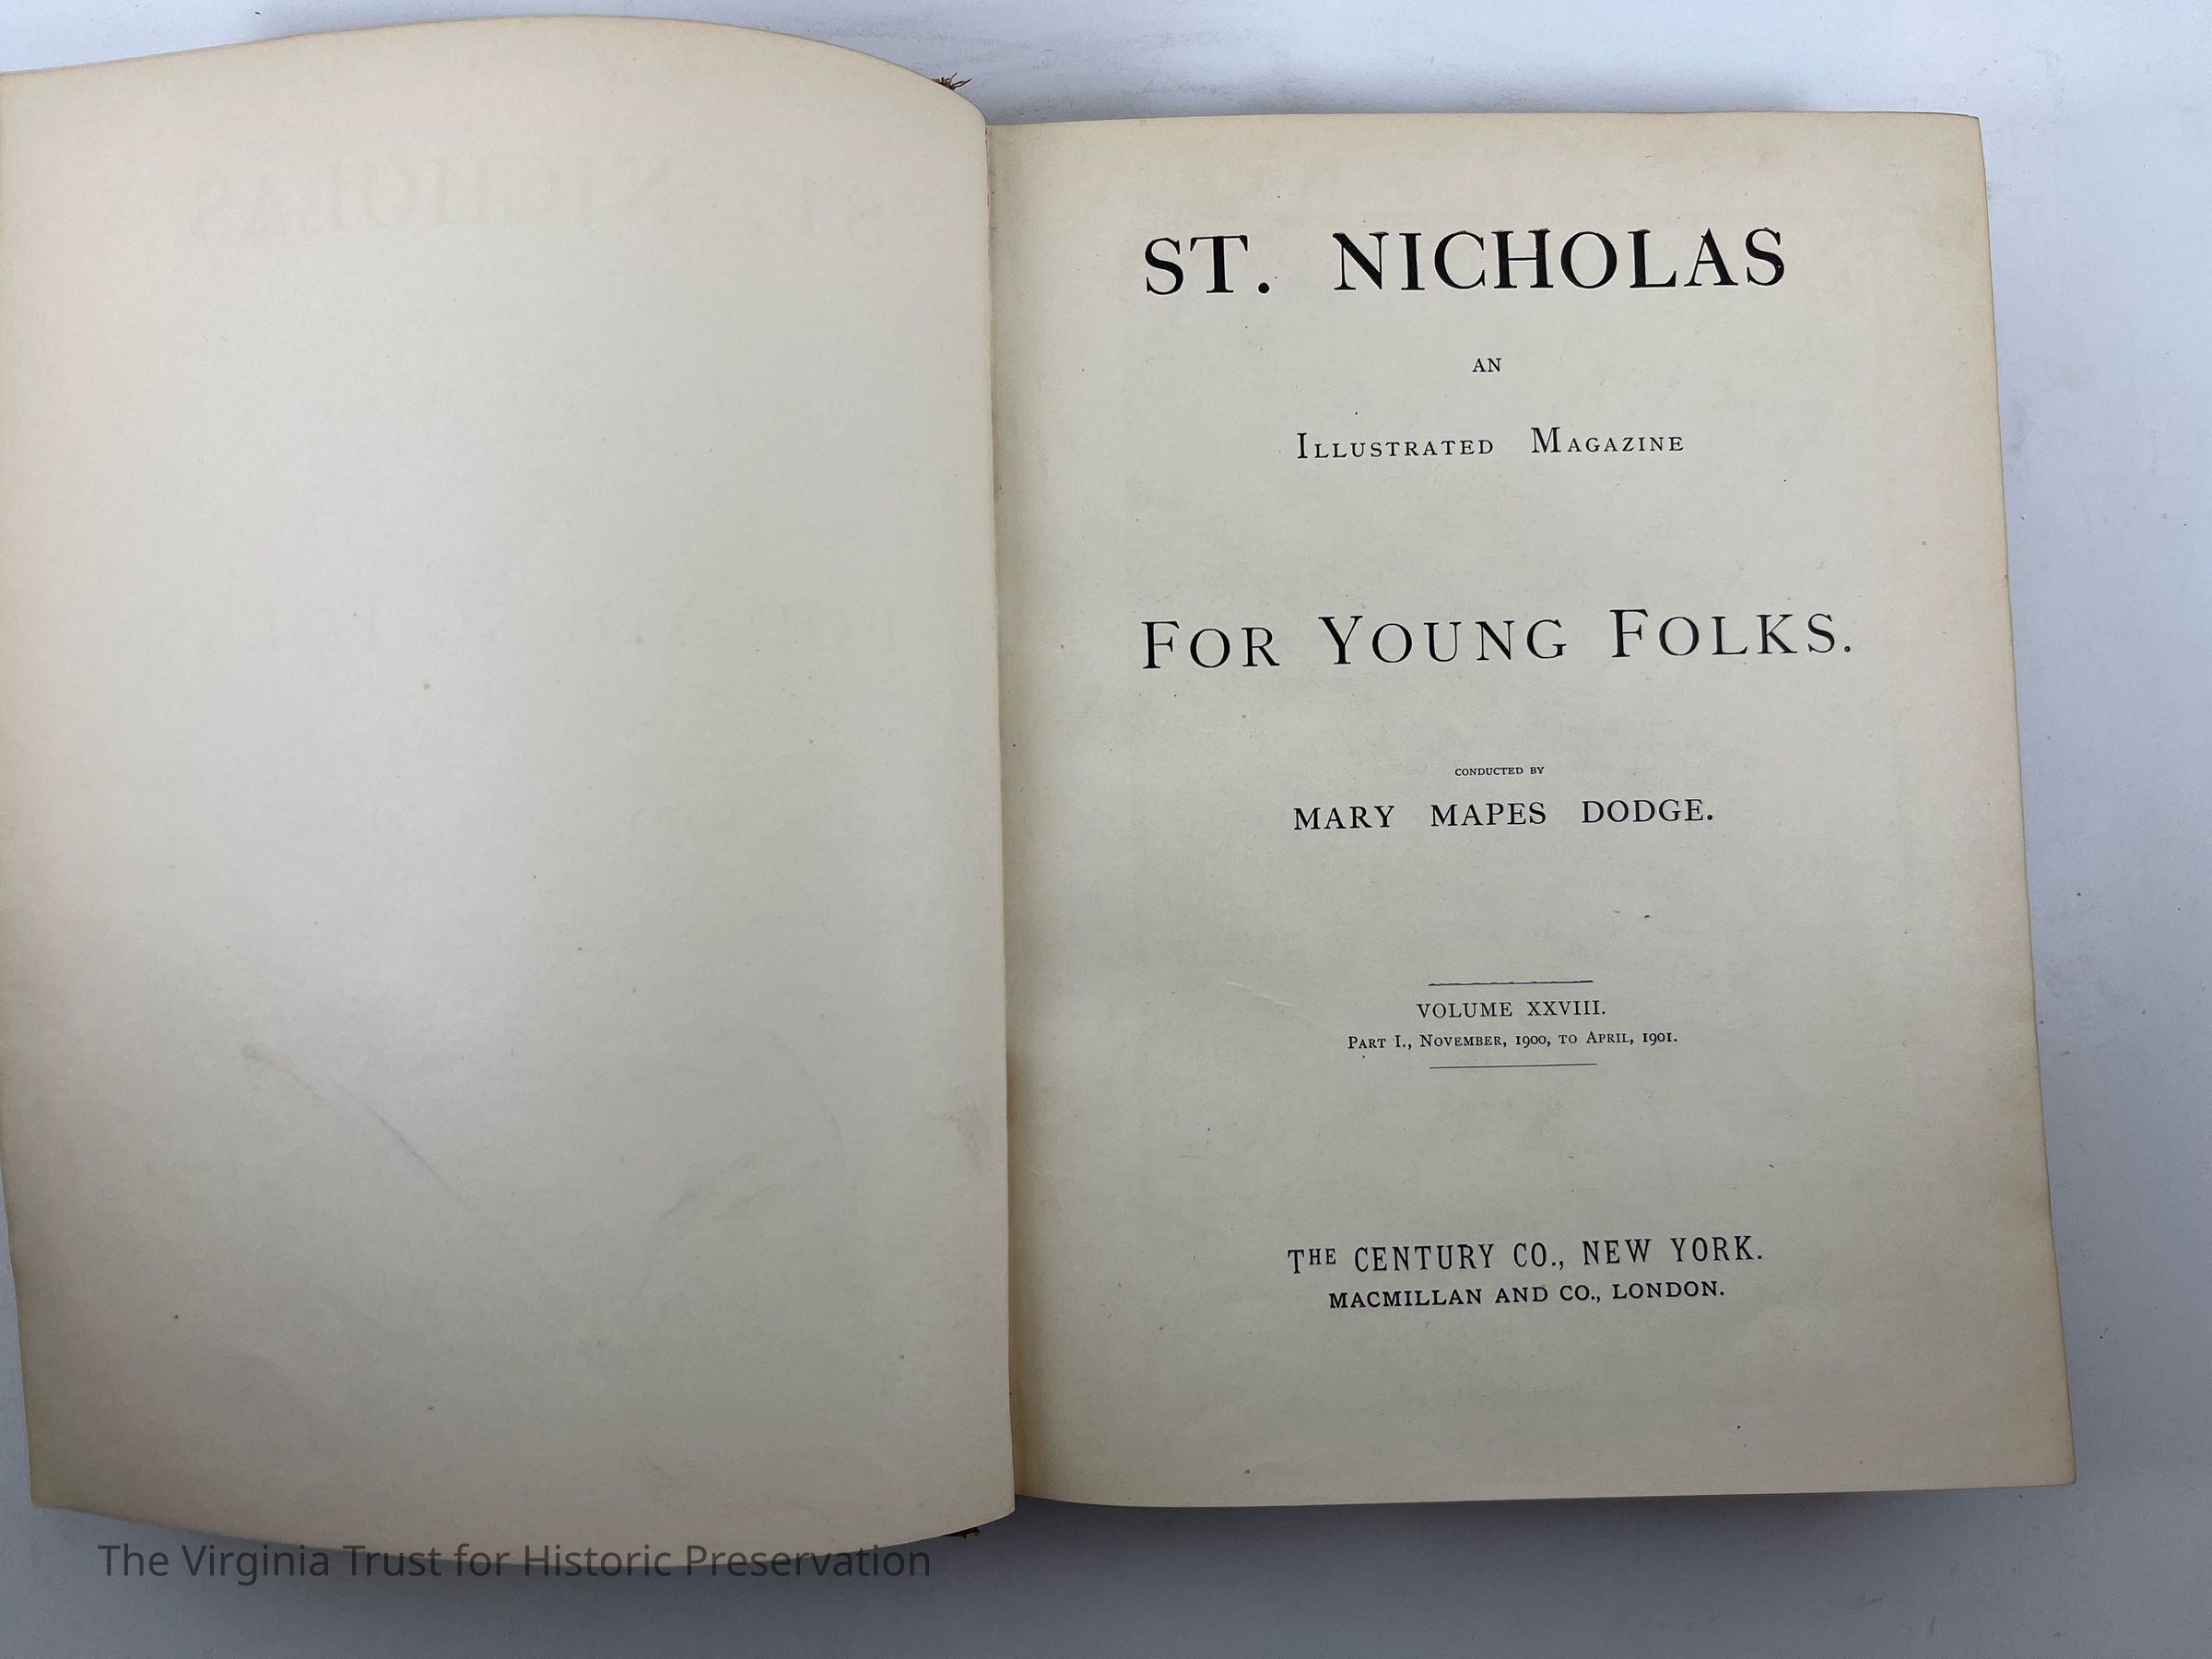 ST. NICHOLAS
AN
ILLUSTRATED MAGAZINE
FOR YOUNG FOLKS.
CONDUCTED BY
MARY MAPES DODGE.
VOLUME XXVIII.
PART I., NOVEMBER, 1900, TO APRIL, 1901.
THE CENTURY CO., NEW YORK.
MACMILLAN AND CO., LONDON.
The Virginia Trust for Historic Preservation